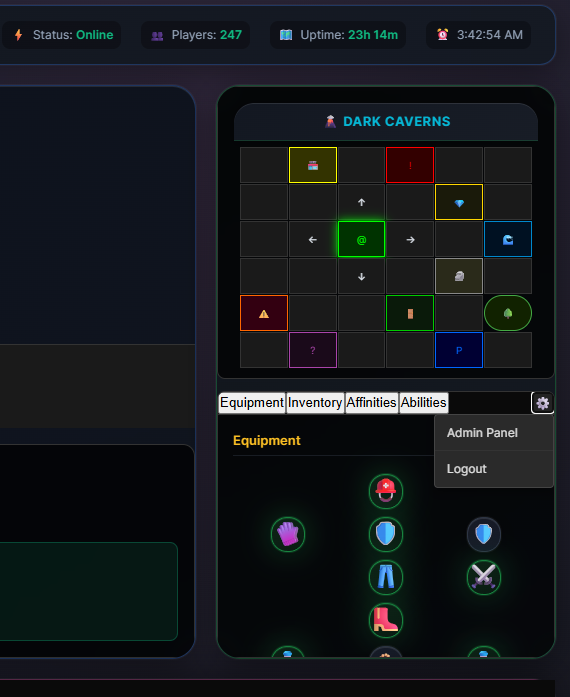 Status: Online Players: 247 Uptime: 23h 14m 3:42:54 AM
DARK CAVERNS
!
↑
← @ →
↓
? P
Equipment Inventory Affinities Abilities
Admin Panel
Equipment
Logout